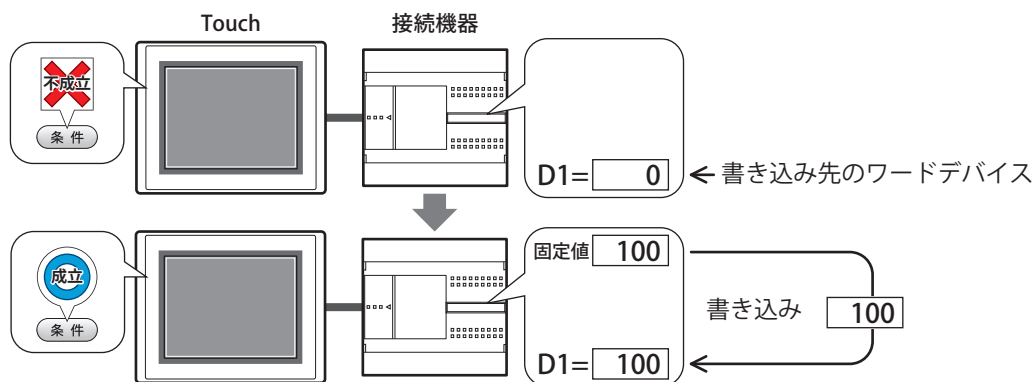 Touch
接続機器
不成立
条件
D1= 0
書き込み先のワードデバイス
成立
条件
固定値 100
書き込み 100
D1= 100